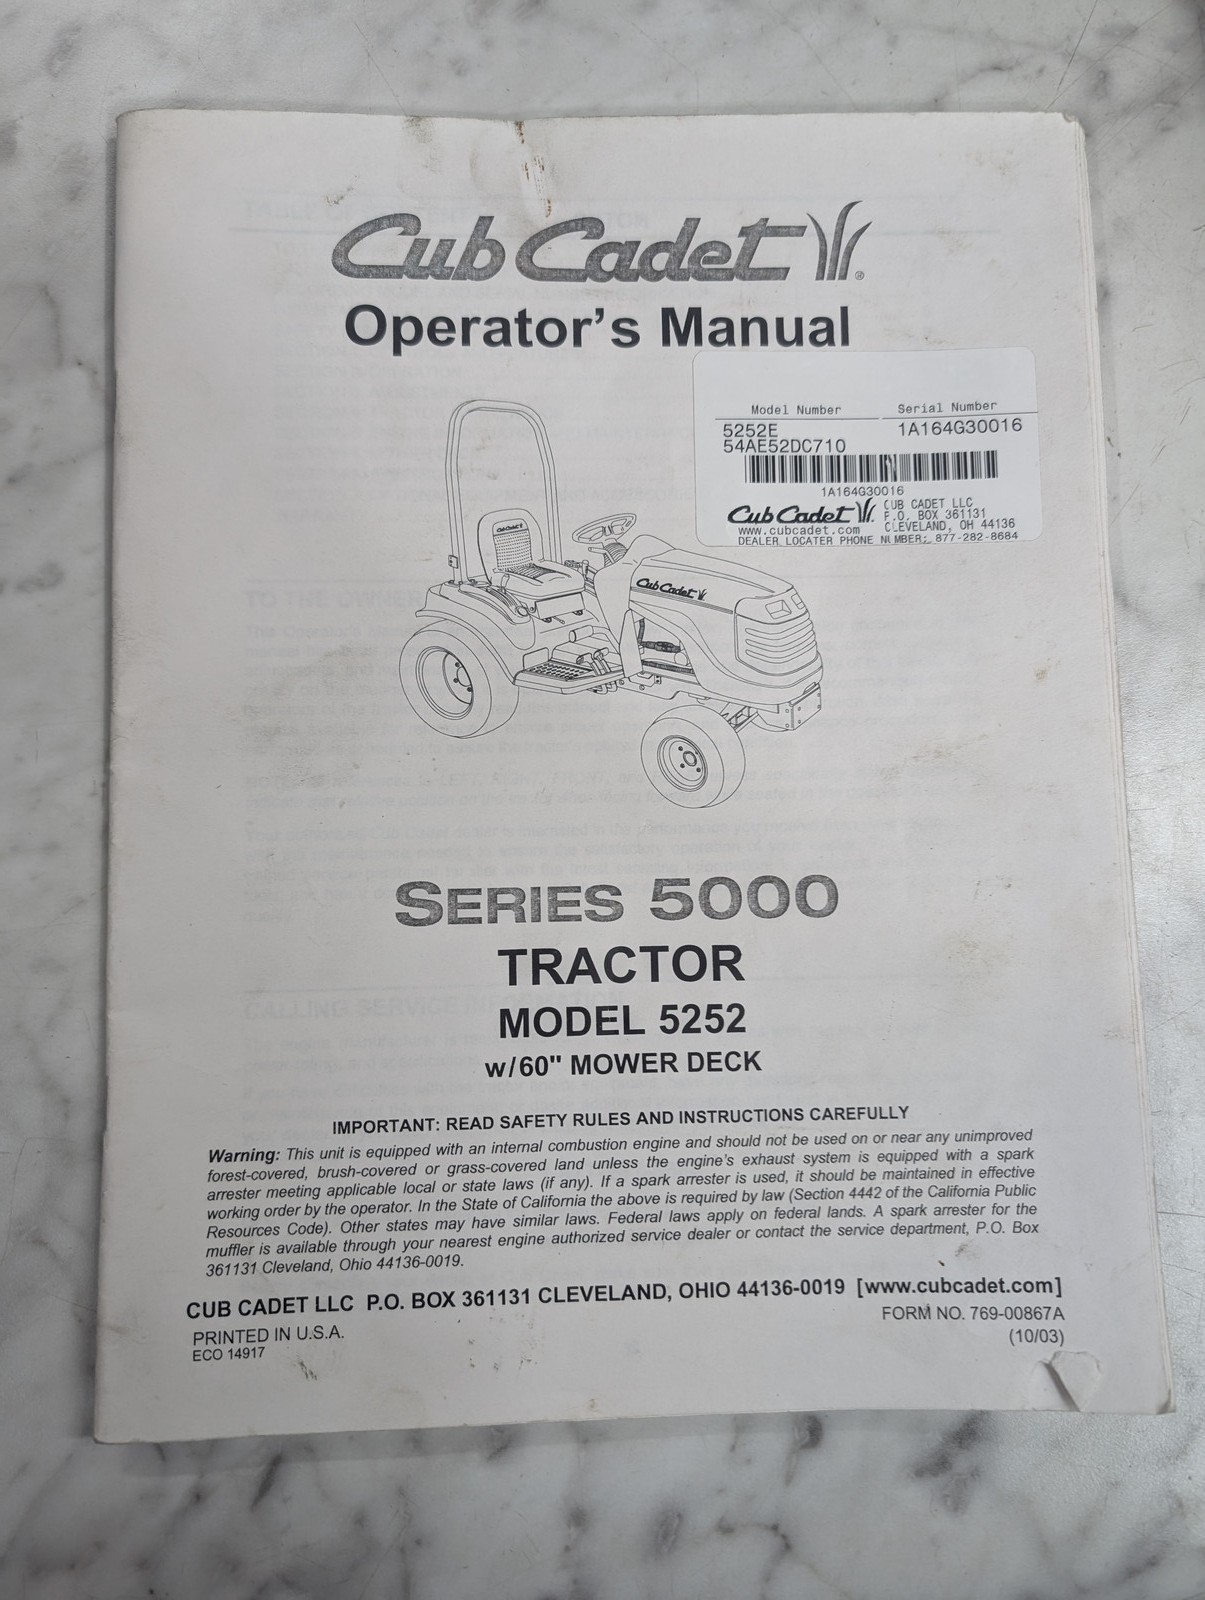 Cub Cadet ®
Operator's Manual
Model Number Serial Number
5252E 1A164G30016
54AE52DC710
1A164G30016
Cub Cadet CUB CADET LLC
P.O. BOX 361131
www.cubcadet.com CLEVELAND, OH 44136
DEALER LOCATER PHONE NUMBER: 877-282-8684
Cub Cadet
Cub Cadet
SERIES 5000
TRACTOR
MODEL 5252
w/60" MOWER DECK
IMPORTANT: READ SAFETY RULES AND INSTRUCTIONS CAREFULLY
Warning: This unit is equipped with an internal combustion engine and should not be used on or near any unimproved
forest-covered, brush-covered or grass-covered land unless the engine's exhaust system is equipped with a spark
arrester meeting applicable local or state laws (if any). If a spark arrester is used, it should be maintained in effective
working order by the operator. In the State of California the above is required by law (Section 4442 of the California Public
Resources Code). Other states may have similar laws. Federal laws apply on federal lands. A spark arrester for the
muffler is available through your nearest engine authorized service dealer or contact the service department, P.O. Box
361131 Cleveland, Ohio 44136-0019.
CUB CADET LLC P.O. BOX 361131 CLEVELAND, OHIO 44136-0019 [www.cubcadet.com]
PRINTED IN U.S.A. FORM NO. 769-00867A
ECO 14917 (10/03)